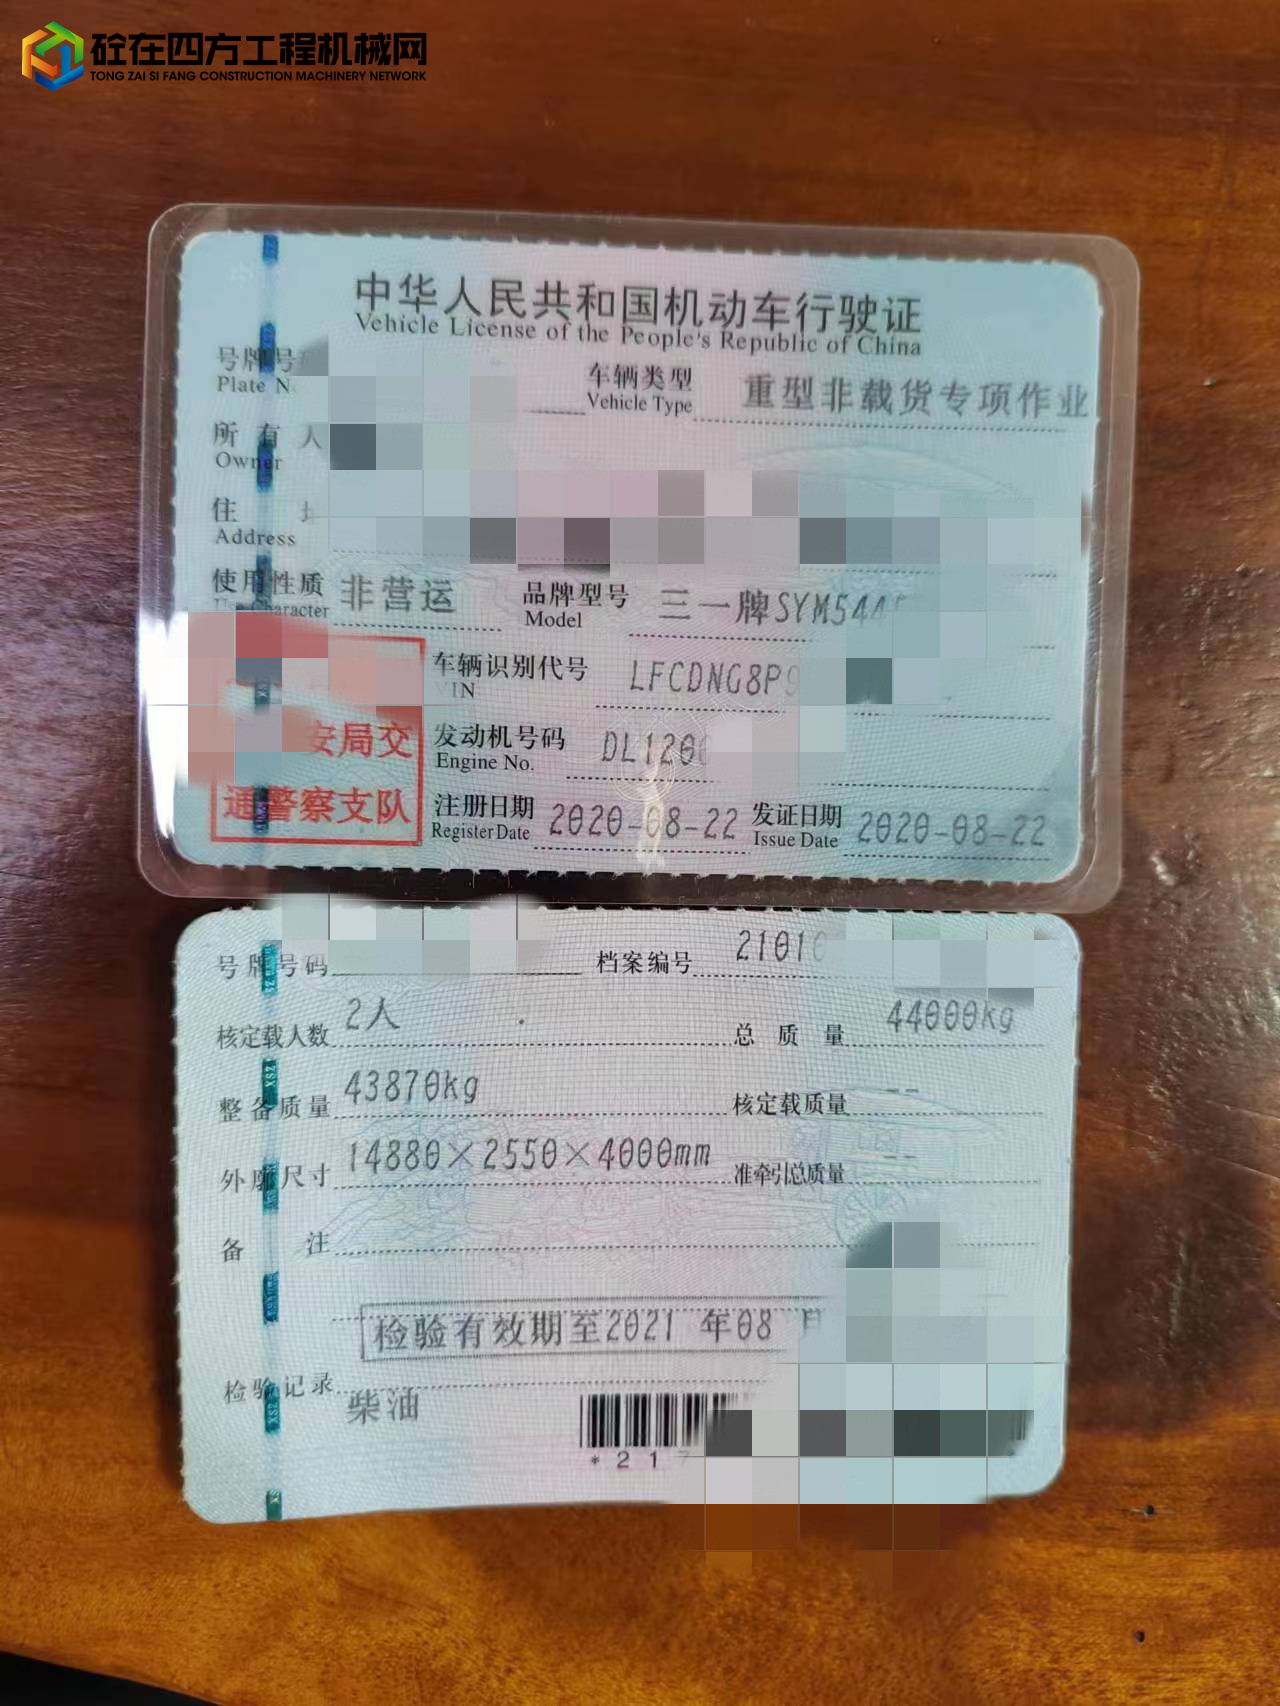 砼在四方工程机械网
TONG ZAI SI FANG CONSTRUCTION MACHINERY NETWORK
中华人民共和国机动车行驶证
Vehicle License of the People's Republic of China
号牌号
Plate N
车辆类型 重型非载货专项作业
Vehicle Type
所有人
Owner
住
Address
使用性质 非营运 品牌型号 三一牌SYM544
Use Character Model
车辆识别代号 LFCDNG8P9
VIN
安局交
通警察支队
发动机号码 DL120
Engine No.
注册日期 2020-08-22 发证日期 2020-08-22
Register Date Issue Date
号牌号码 档案编号 2101
核定载人数 2人 总质量 44000kg
整备质量 43870kg 核定载质量 --
外廓尺寸 14880×2550×4000mm 准牵引总质量 --
备注
检验有效期至2021 年08 月
检验记录
柴油
*217